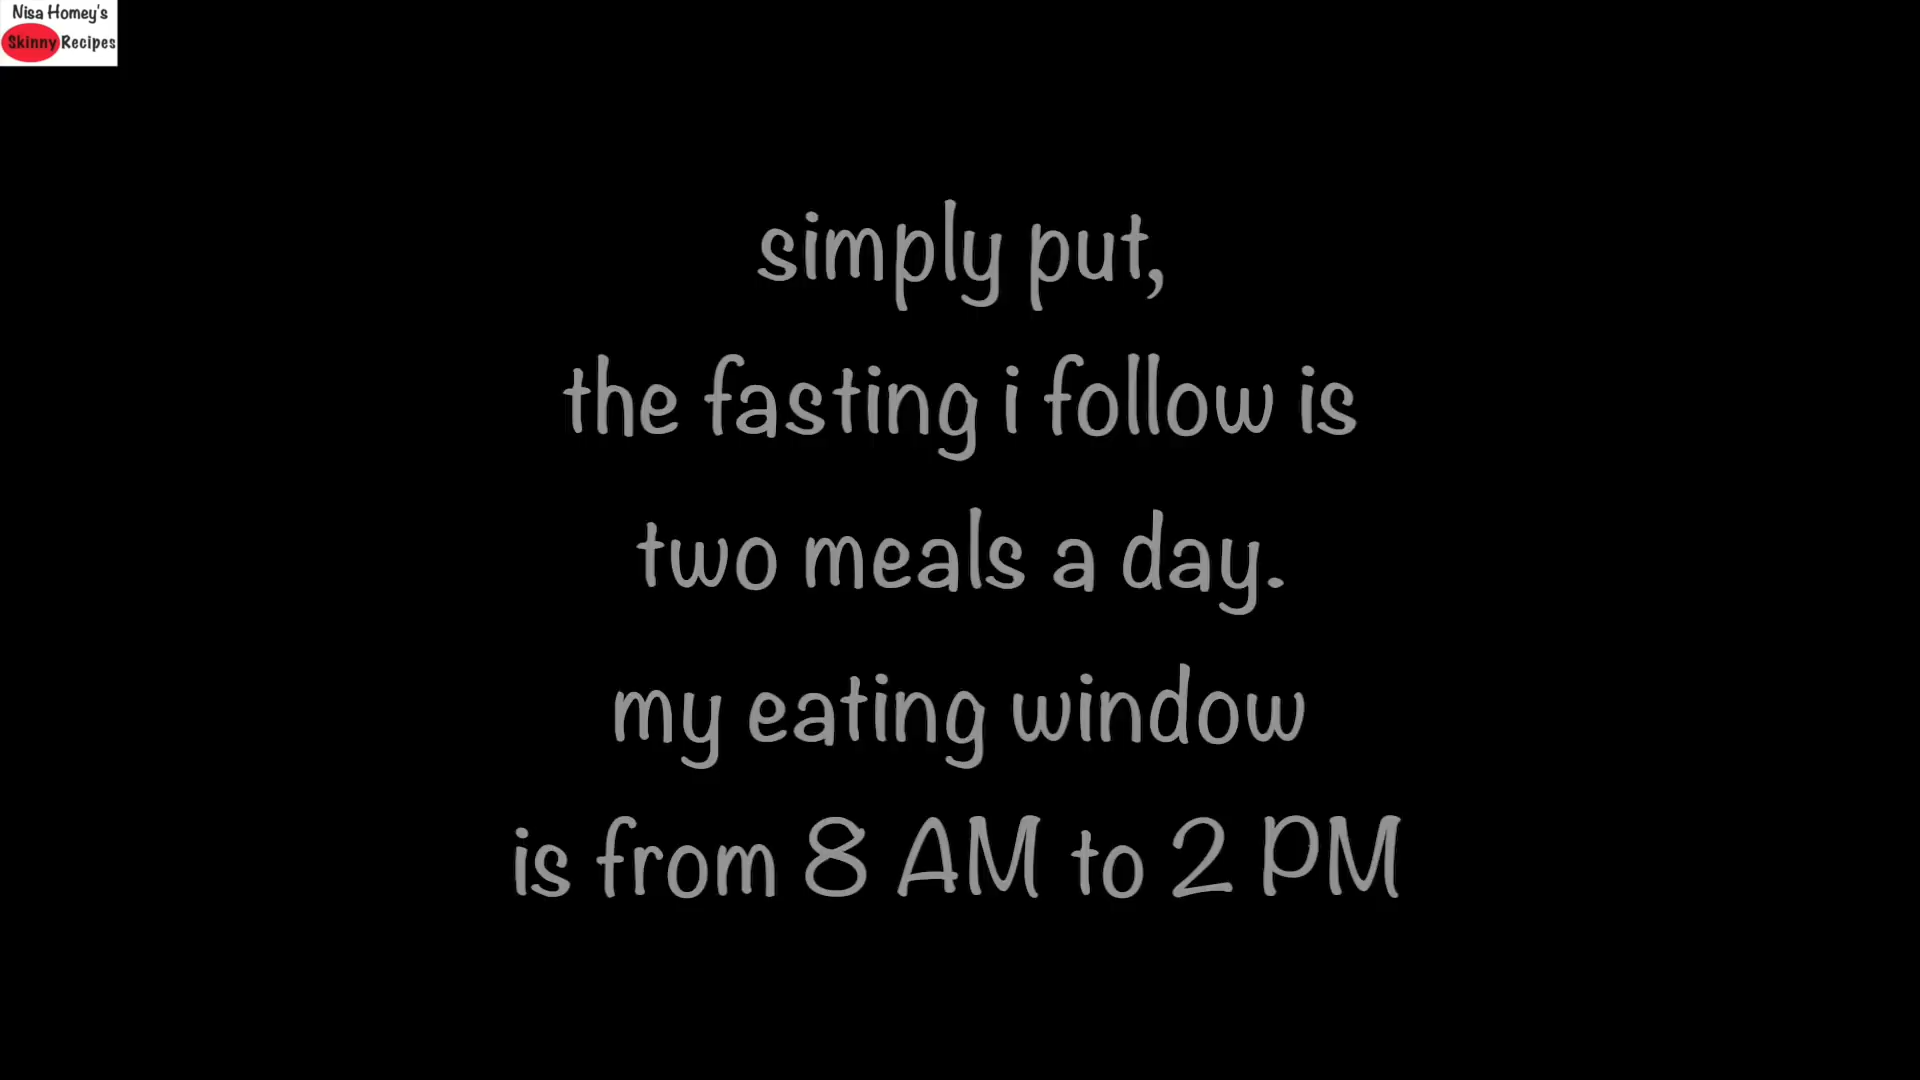 Nisa Homey's
Skinny Recipes
simply put,
the fasting i follow is
two meals a day.
my eating window
is from 8 AM to 2 PM